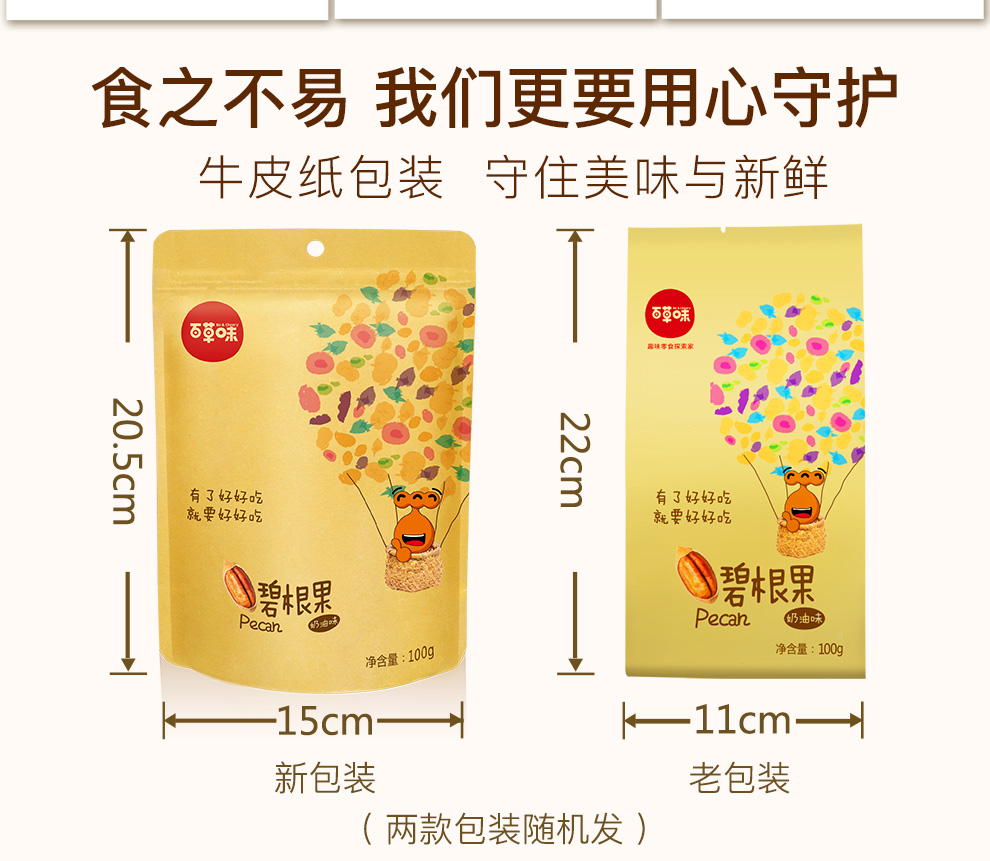 食之不易 我们更要用心守护
牛皮纸包装 守住美味与新鲜
百草味
有了好好吃
就要好好吃
碧根果
Pecan
奶油味
净含量：100g
20.5cm
15cm
新包装
百草味
趣味零食探索家
有了好好吃
就要好好吃
碧根果
Pecan
奶油味
净含量：100g
22cm
11cm
老包装
（两款包装随机发）